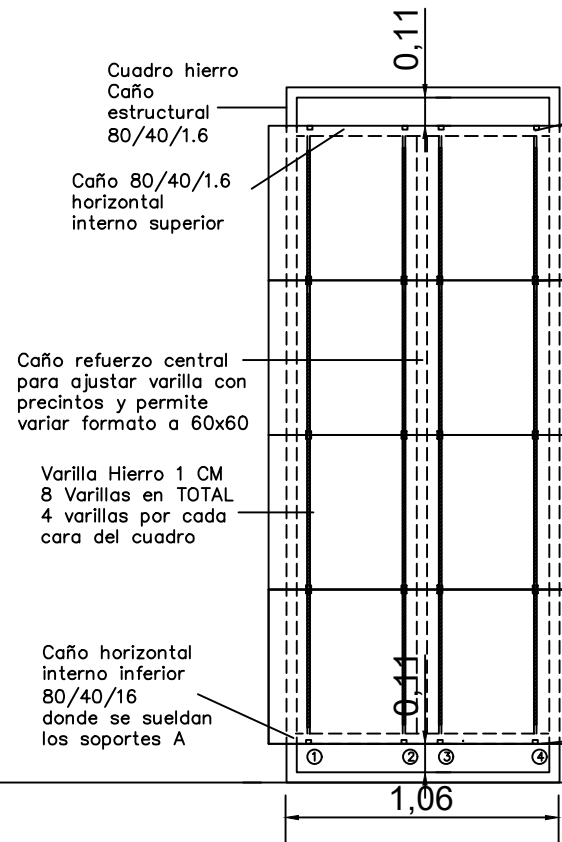 0,11
Cuadro hierro
Caño
estructural
80/40/1.6
Caño 80/40/1.6
horizontal
interno superior
Caño refuerzo central
para ajustar varilla con
precintos y permite
variar formato a 60x60
Varilla Hierro 1 CM
8 Varillas en TOTAL
4 varillas por cada
cara del cuadro
Caño horizontal
interno inferior
80/40/16
donde se sueldan
los soportes A
0,11
1 2 3 4
1,06